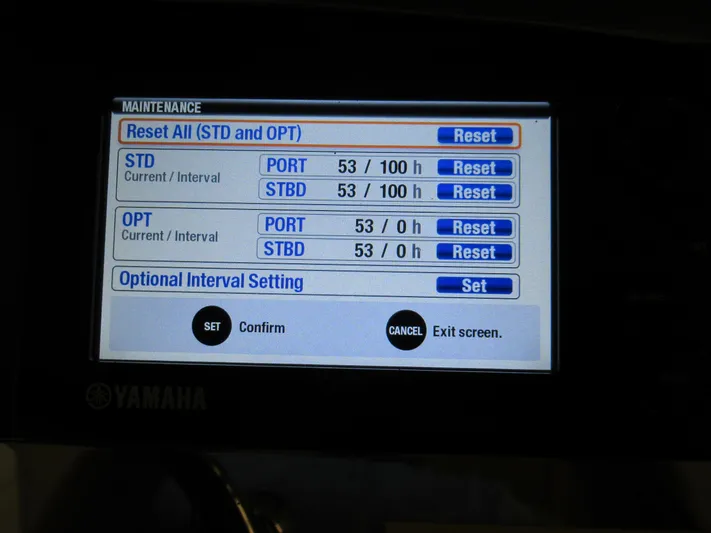 MAINTENANCE
Reset All (STD and OPT) Reset
STD PORT 53 / 100 h Reset
Current / Interval STBD 53 / 100 h Reset
OPT PORT 53 / 0 h Reset
Current / Interval STBD 53 / 0 h Reset
Optional Interval Setting Set
SET Confirm CANCEL Exit screen.
YAMAHA